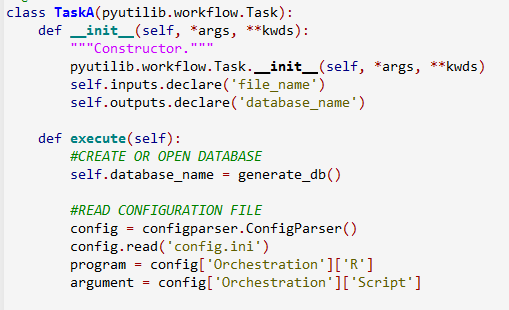 class TaskA(pyutilib.workflow.Task):
    def __init__(self, *args, **kwds):
        """Constructor."""
        pyutilib.workflow.Task.__init__(self, *args, **kwds)
        self.inputs.declare('file_name')
        self.outputs.declare('database_name')

    def execute(self):
        #CREATE OR OPEN DATABASE
        self.database_name = generate_db()

        #READ CONFIGURATION FILE
        config = configparser.ConfigParser()
        config.read('config.ini')
        program = config['Orchestration']['R']
        argument = config['Orchestration']['Script']